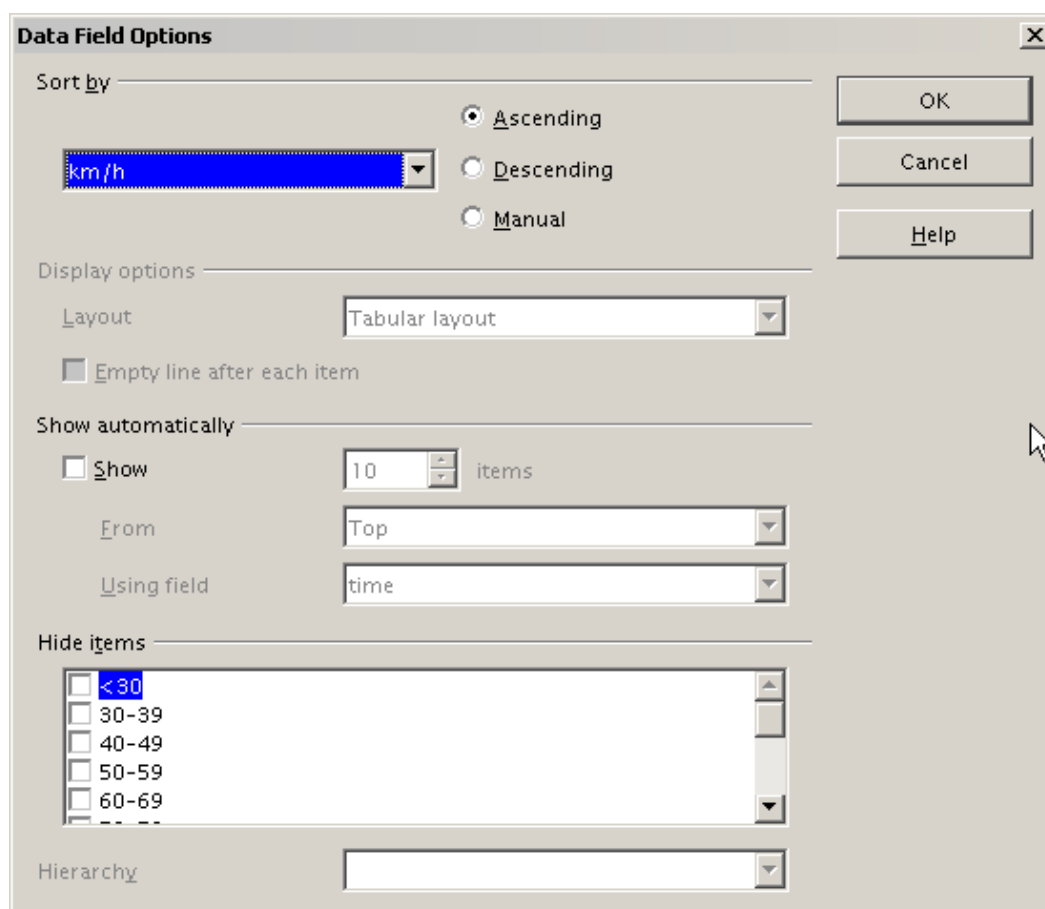 Data Field Options
Sort by
OK
Ascending
Cancel
km/h
Descending
Manual
Help
Display options
Layout Tabular layout
Empty line after each item
Show automatically
Show 10 items
From Top
Using field time
Hide items
<30
30-39
40-49
50-59
60-69
Hierarchy